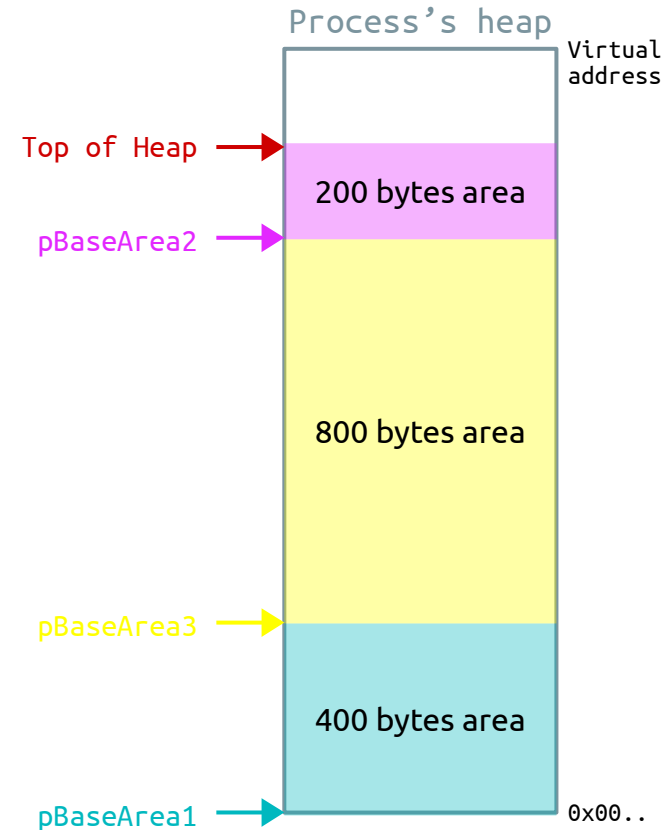 Process’s heap
Virtual
address
Top of Heap
200 bytes area
pBaseArea2
800 bytes area
pBaseArea3
400 bytes area
pBaseArea1
0x00..